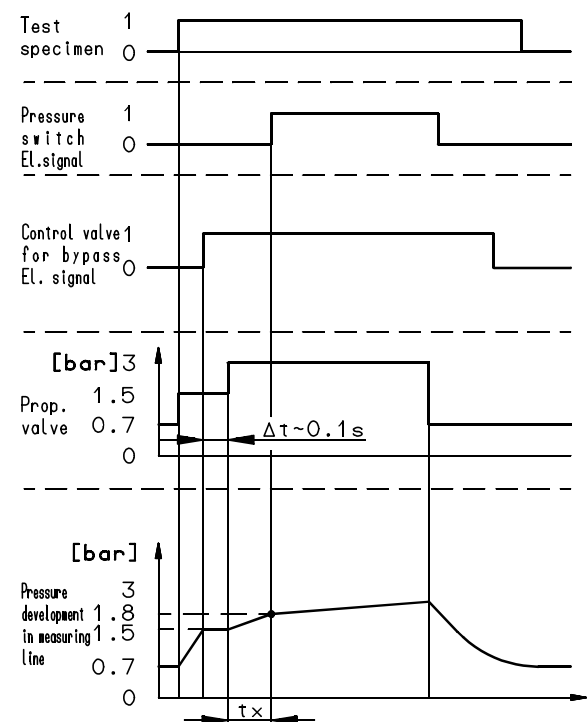 Test 1
specimen 0
Pressure 1
switch 0
El.signal
Control valve 1
for bypass 0
El. signal
[bar] 3
1.5
Prop. 0.7
valve 0
Δt~0.1s
[bar]
Pressure 3
development 1.8
in measuring 1.5
line 0.7
0
tx